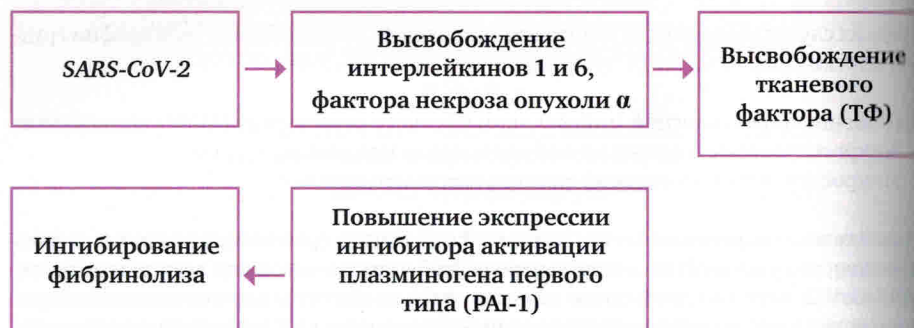 SARS-CoV-2
Высвобождение
интерлейкинов 1 и 6,
фактора некроза опухоли α
Высвобождение
тканевого
фактора (ТФ)
Ингибирование
фибринолиза
Повышение экспрессии
ингибитора активации
плазминогена первого
типа (PAI-1)